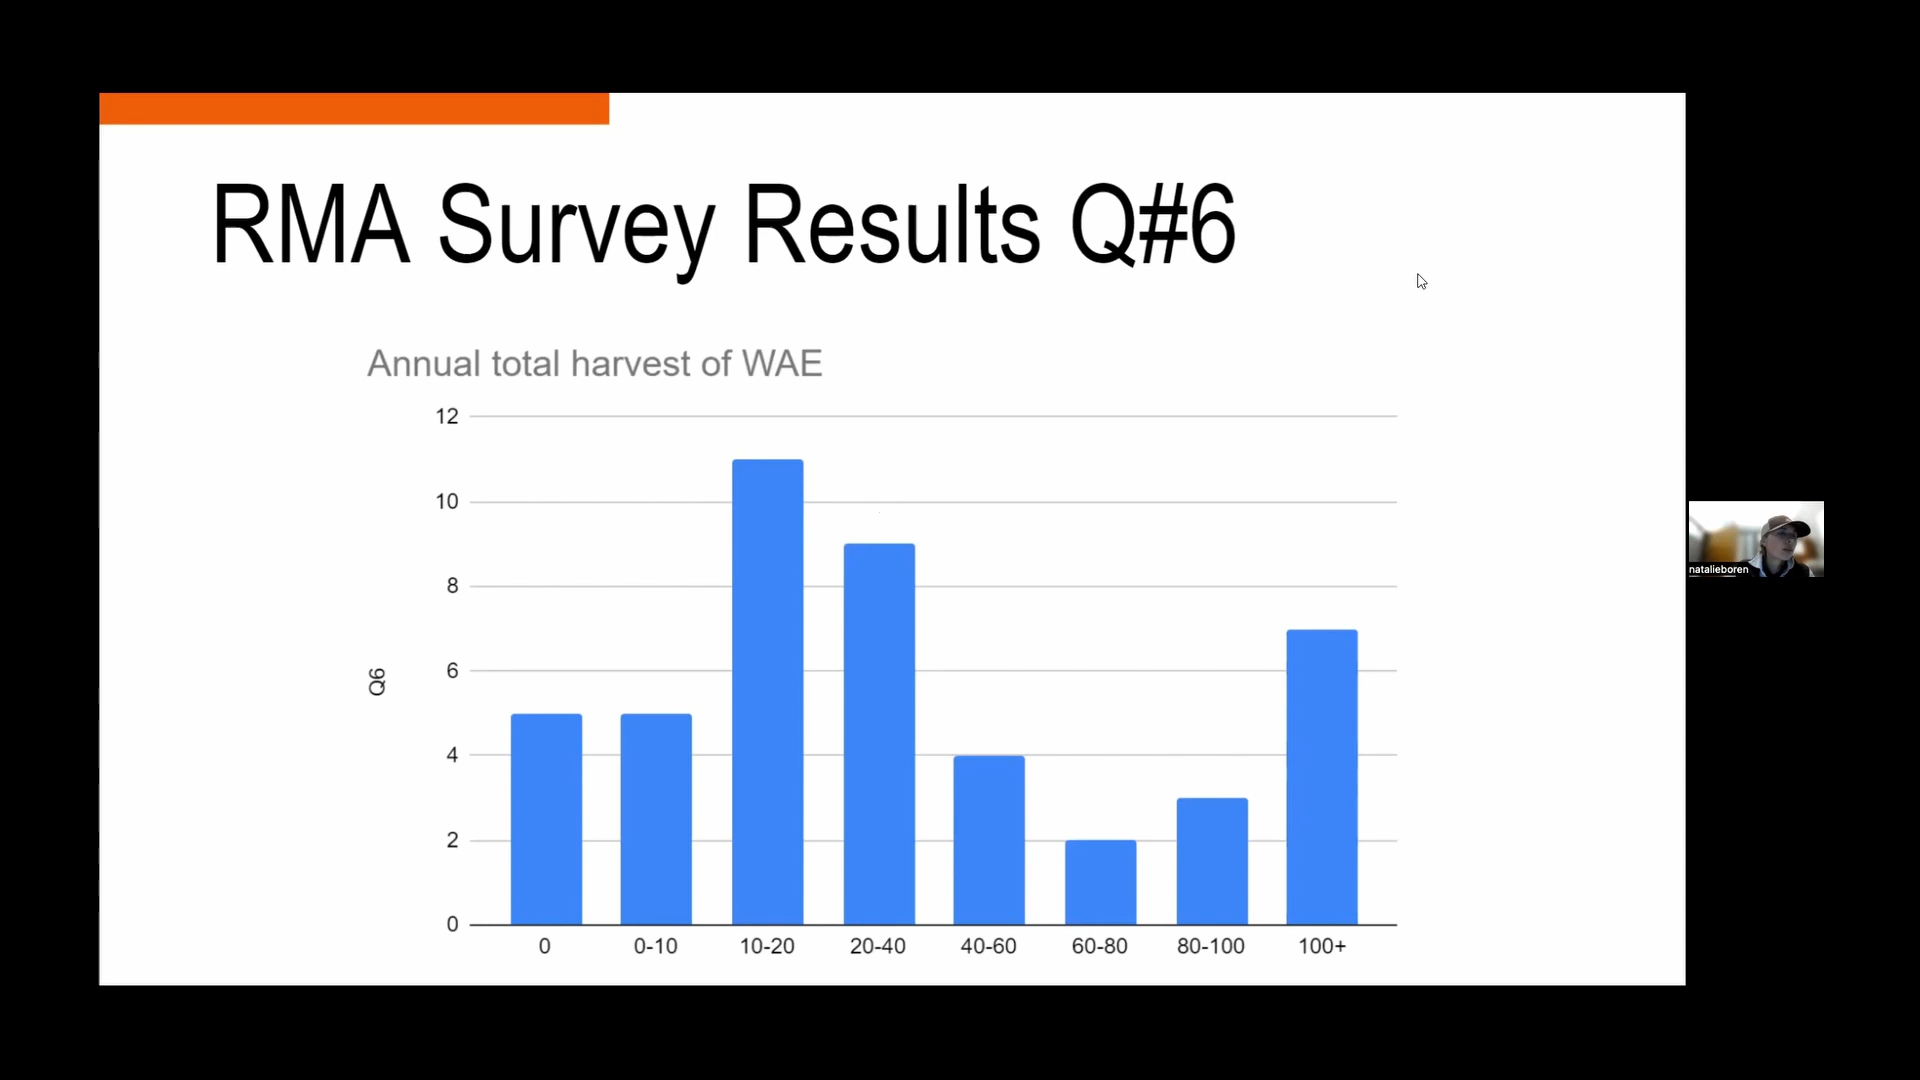 RMA Survey Results Q#6
Annual total harvest of WAE
12
10
8
6
4
2
0
Q6
0 0-10 10-20 20-40 40-60 60-80 80-100 100+
natalieboren